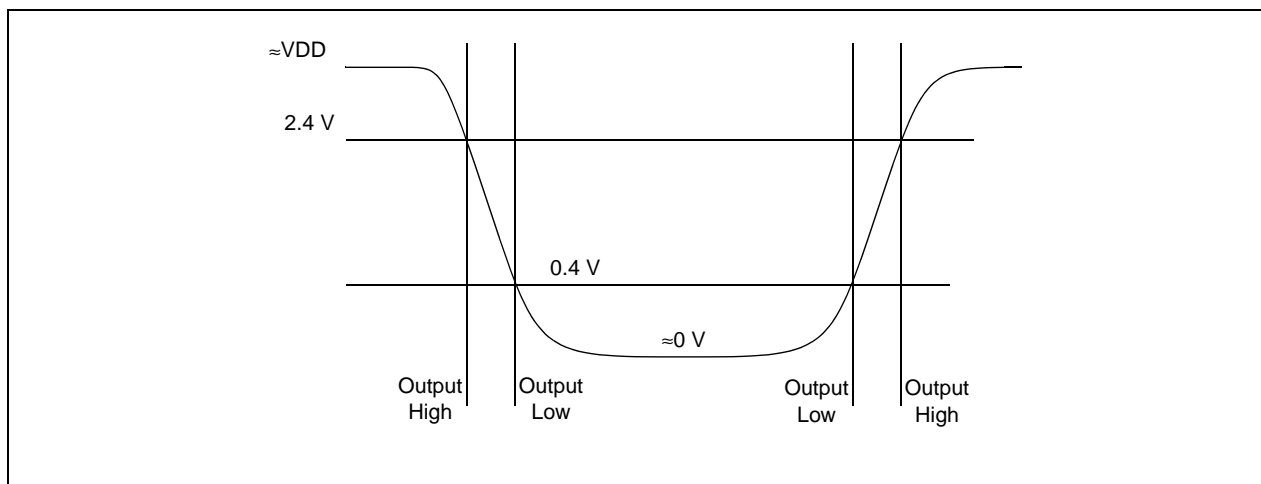 ≈VDD
2.4 V
0.4 V
≈0 V
Output
High
Output
Low
Output
Low
Output
High